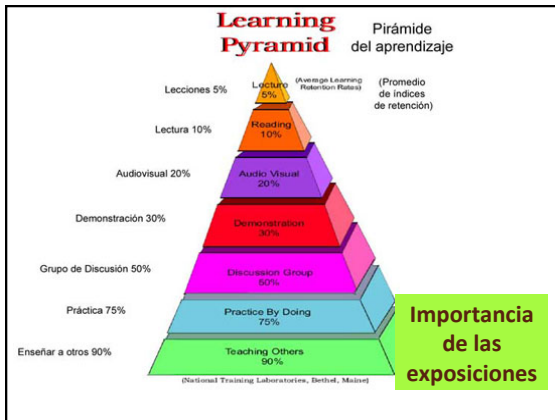 Learning
Pyramid
Pirámide
del aprendizaje
(Average Learning
Retention Rates)
(Promedio
de índices
de retención)
Lecciones 5%
Lecture
5%
Lectura 10%
Reading
10%
Audiovisual 20%
Audio Visual
20%
Demonstración 30%
Demonstration
30%
Grupo de Discusión 50%
Discussion Group
50%
Práctica 75%
Practice By Doing
75%
Enseñar a otros 90%
Teaching Others
90%
(National Training Laboratories, Bethel, Maine)
Importancia
de las
exposiciones